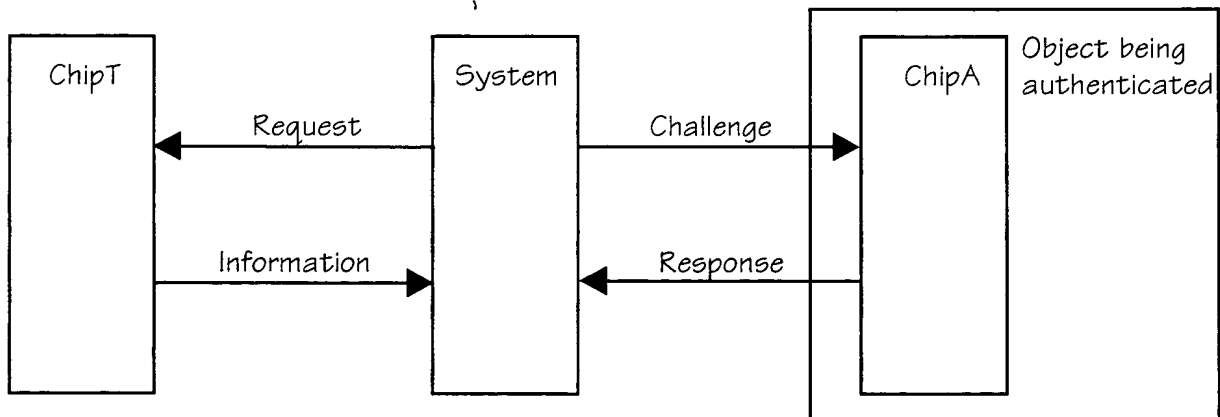 ChipT
System
ChipA
Object being
authenticated
Request
Challenge
Information
Response